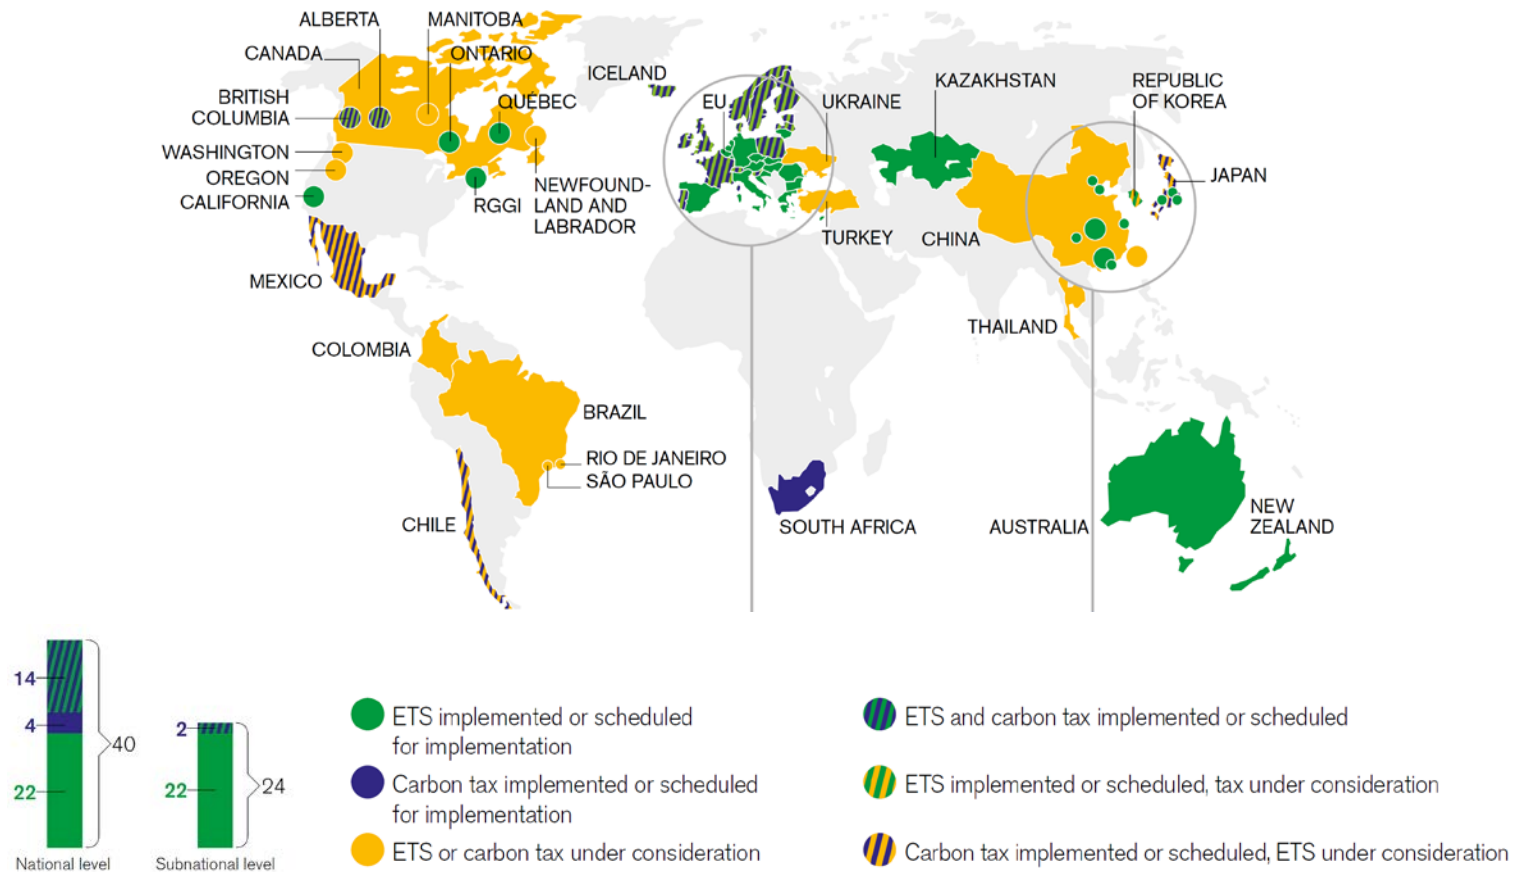 ALBERTA
MANITOBA
CANADA
ONTARIO
ICELAND
KAZAKHSTAN
REPUBLIC
OF KOREA
BRITISH
COLUMBIA
QUÉBEC
EU
UKRAINE
WASHINGTON
OREGON
CALIFORNIA
RGGI
NEWFOUND-
LAND AND
LABRADOR
JAPAN
TURKEY
CHINA
MEXICO
THAILAND
COLOMBIA
BRAZIL
RIO DE JANEIRO
SÃO PAULO
CHILE
SOUTH AFRICA
AUSTRALIA
NEW
ZEALAND
14
4
40
22
National level
2
22
24
Subnational level
ETS implemented or scheduled
for implementation
Carbon tax implemented or scheduled
for implementation
ETS or carbon tax under consideration
ETS and carbon tax implemented or scheduled
ETS implemented or scheduled, tax under consideration
Carbon tax implemented or scheduled, ETS under consideration